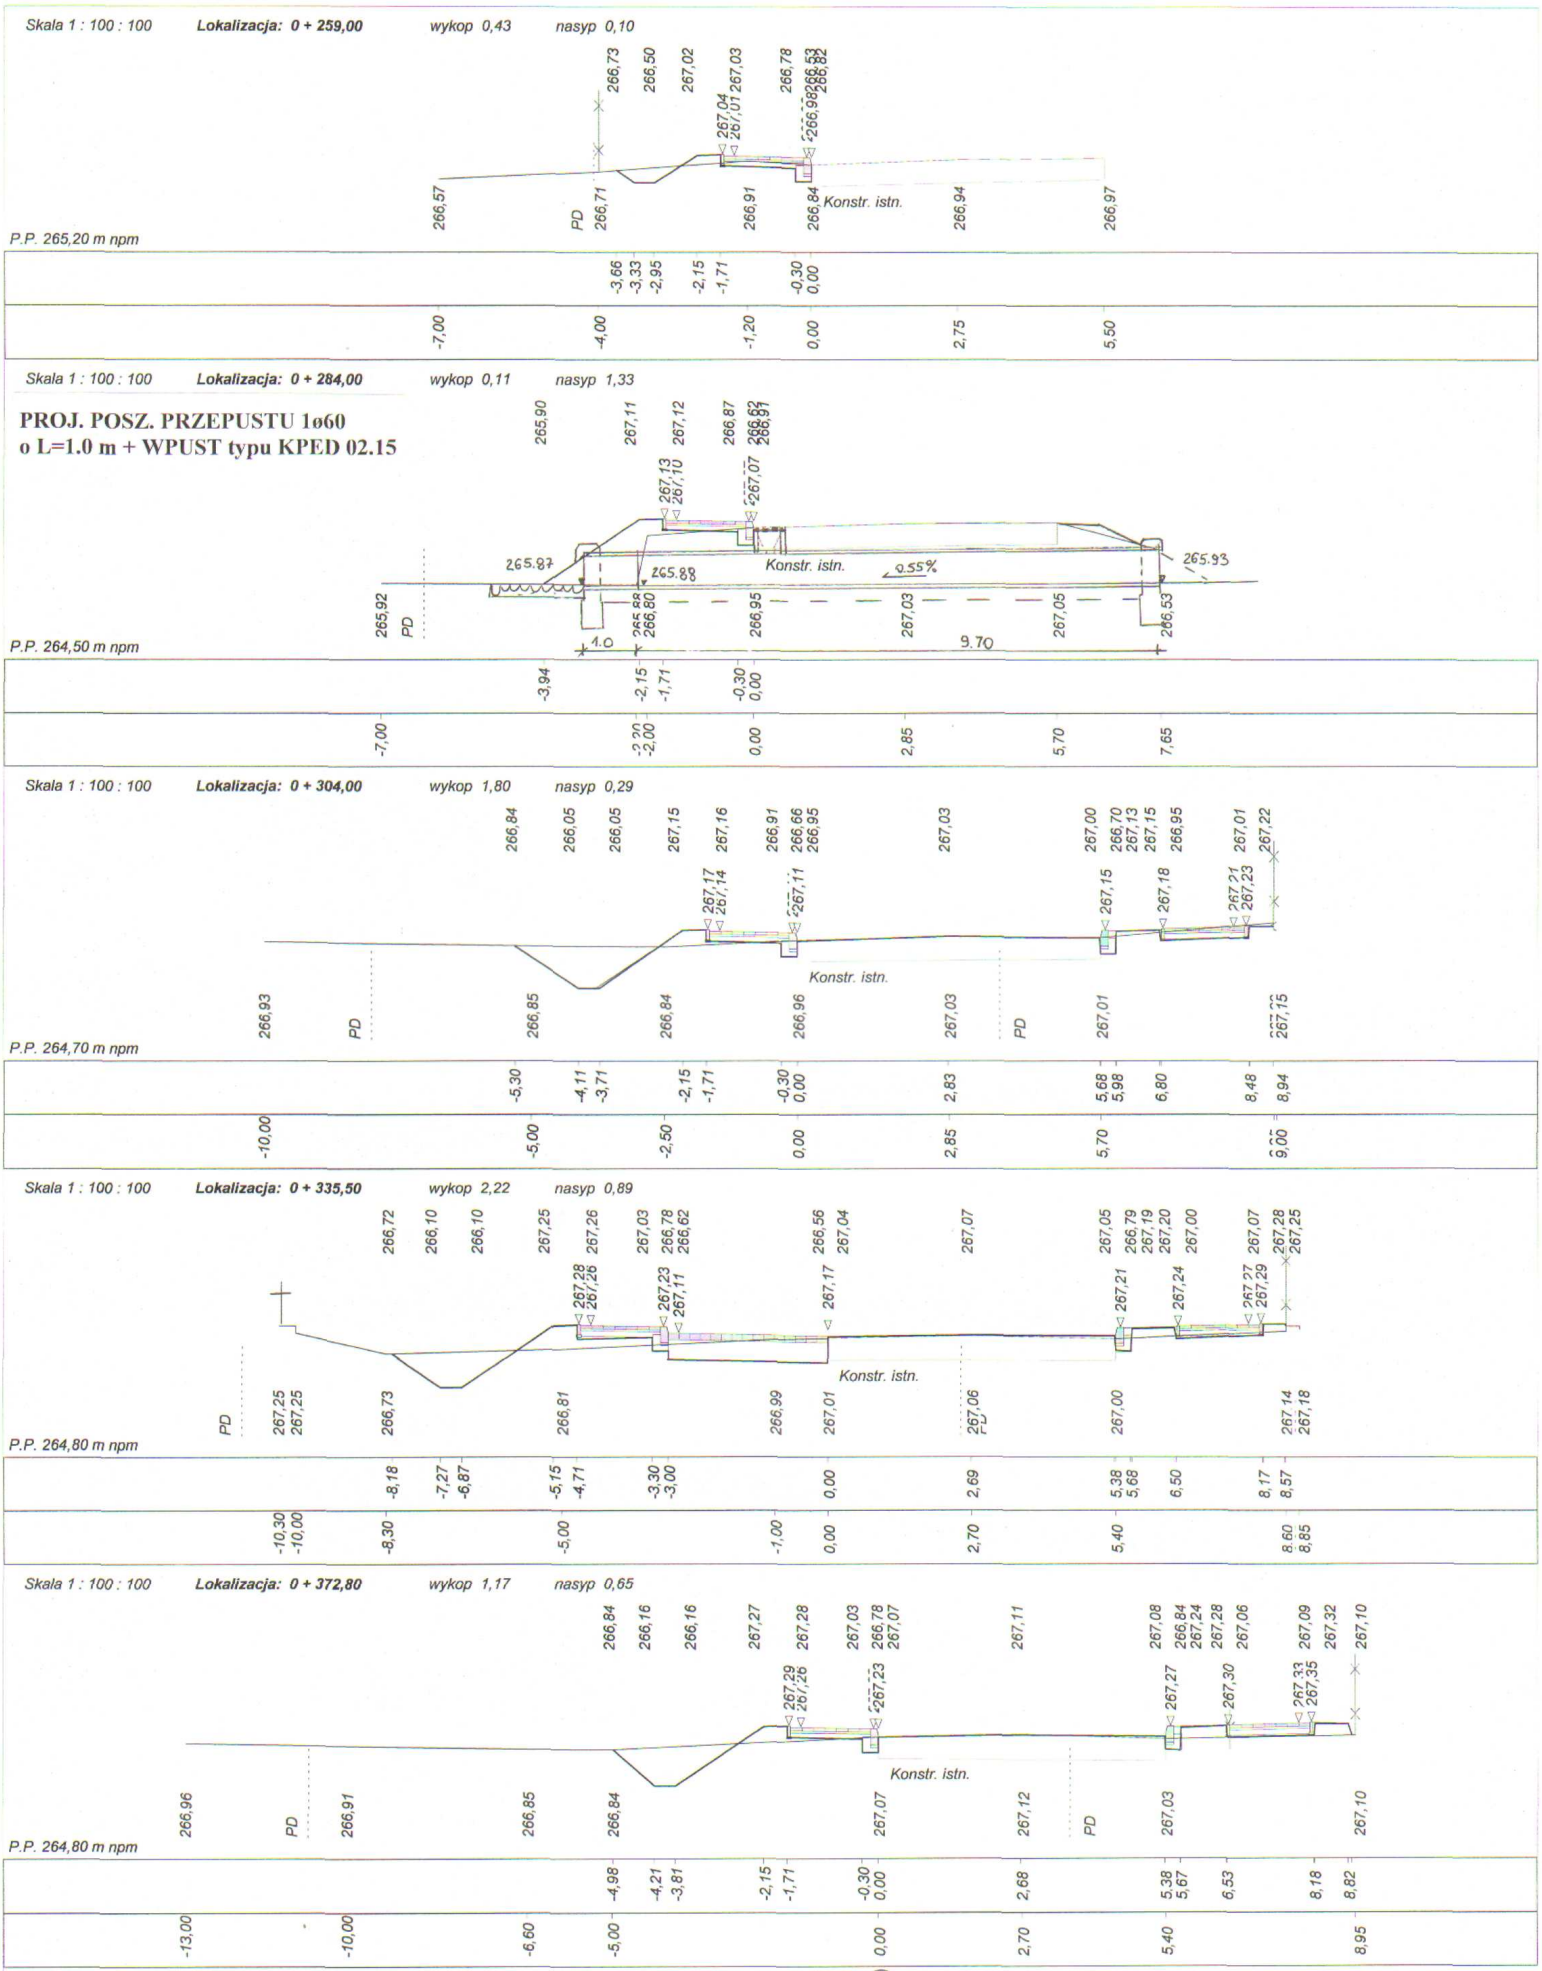 Skala 1 : 100 : 100 Lokalizacja: 0 + 259,00 wykop 0,43 nasyp 0,10
266,73 266,50 267,02 267,03 266,78 266,53 266,82
267,04 267,01 266,98
266,57 PD 266,71 266,91 266,84 Konstr. istn. 266,94 266,97
P.P. 265,20 m npm
-3,66 -3,33 -2,95 -2,15 -1,71 -0,30 0,00
-7,00 -4,00 -1,20 0,00 2,75 5,50
Skala 1 : 100 : 100 Lokalizacja: 0 + 284,00 wykop 0,11 nasyp 1,33
PROJ. POSZ. PRZEPUSTU 1ø60
o L=1.0 m + WPUST typu KPED 02.15
265,90 267,11 267,12 266,87 266,62 266,91
267,13 267,10 267,07
265.87 265.88 Konstr. istn. 0.55% 265.93
265,92 PD 265,88 266,80 266,95 267,03 267,05 266,53
1.0 9.70
P.P. 264,50 m npm
-3,94 -2,15 -1,71 -0,30 0,00
-7,00 -2,20 -2,00 0,00 2,85 5,70 7,65
Skala 1 : 100 : 100 Lokalizacja: 0 + 304,00 wykop 1,80 nasyp 0,29
266,84 266,05 266,05 267,15 267,16 266,91 266,66 266,95 267,03 267,00 266,70 267,13 267,15 266,95 267,01 267,22
267,17 267,14 267,11 267,15 267,18 267,21 267,23
Konstr. istn.
266,93 PD 266,85 266,84 266,96 267,03 PD 267,01 267,15
P.P. 264,70 m npm
-5,30 -4,11 -3,71 -2,15 -1,71 -0,30 0,00 2,83 5,68 5,98 6,80 8,48 8,94
-10,00 -5,00 -2,50 0,00 2,85 5,70 9,00
Skala 1 : 100 : 100 Lokalizacja: 0 + 335,50 wykop 2,22 nasyp 0,89
266,72 266,10 266,10 267,25 267,26 267,03 266,78 266,62 266,56 267,04 267,07 267,05 266,79 267,19 267,20 267,00 267,07 267,28 267,25
267,28 267,26 267,23 267,11 267,17 267,21 267,24 267,27 267,29
Konstr. istn.
PD 267,25 267,25 266,73 266,81 266,99 267,01 267,06 PD 267,00 267,14 267,18
P.P. 264,80 m npm
-8,18 -7,27 -6,87 -5,15 -4,71 -3,30 -3,00 0,00 2,69 5,38 5,68 6,50 8,17 8,57
-10,30 -10,00 -8,30 -5,00 -1,00 0,00 2,70 5,40 8,60 8,85
Skala 1 : 100 : 100 Lokalizacja: 0 + 372,80 wykop 1,17 nasyp 0,65
266,84 266,16 266,16 267,27 267,28 267,03 266,78 267,07 267,11 267,08 266,84 267,24 267,28 267,06 267,09 267,32 267,10
267,29 267,26 267,23 267,27 267,30 267,33 267,35
Konstr. istn.
266,96 PD 266,91 266,85 266,84 267,07 267,12 PD 267,03 267,10
P.P. 264,80 m npm
-4,98 -4,21 -3,81 -2,15 -1,71 -0,30 0,00 2,68 5,38 5,67 6,53 8,18 8,82
-13,00 -10,00 -6,60 -5,00 0,00 2,70 5,40 8,95